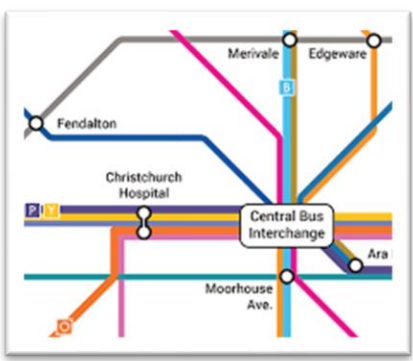 Merivale
Edgeware
B
Fendalton
Christchurch
Hospital
P Y
Central Bus
Interchange
Ara
Moorhouse
Ave.
O